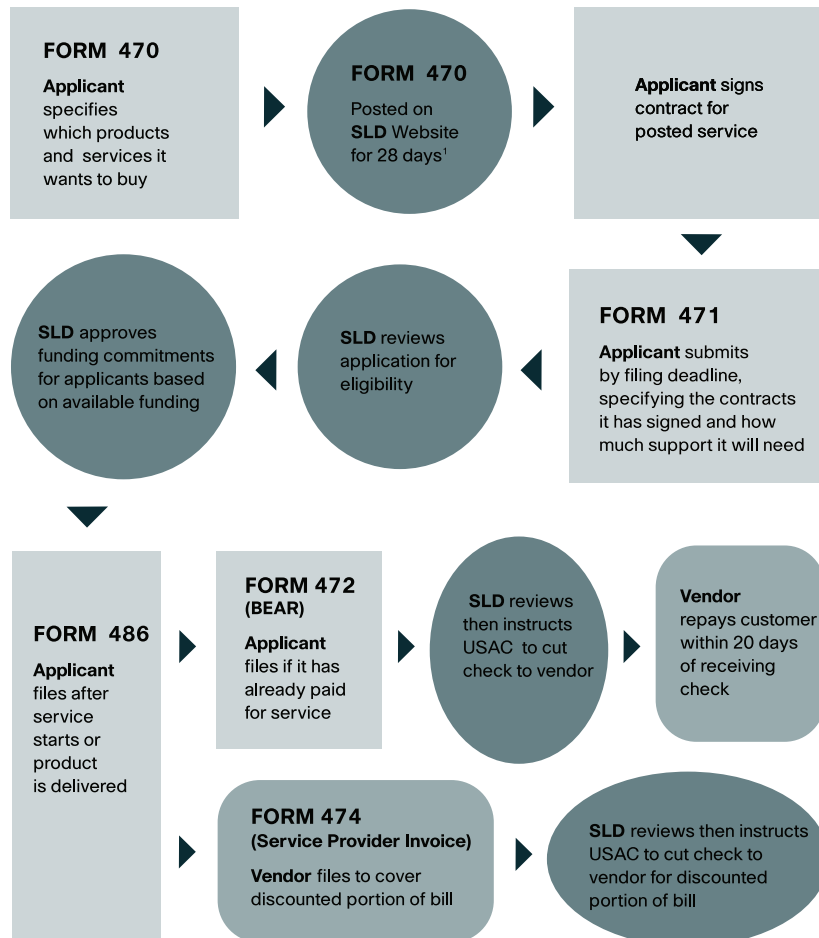 FORM 470
Applicant
specifies
which products
and services it
wants to buy
FORM 470
Posted on
SLD Website
for 28 days¹
Applicant signs
contract for
posted service
FORM 471
Applicant submits
by filing deadline,
specifying the contracts
it has signed and how
much support it will need
SLD reviews
application for
eligibility
SLD approves
funding commitments
for applicants based
on available funding
FORM 486
Applicant
files after
service
starts or
product
is delivered
FORM 472
(BEAR)
Applicant
files if it has
already paid
for service
SLD reviews
then instructs
USAC to cut
check to vendor
Vendor
repays customer
within 20 days
of receiving
check
FORM 474
(Service Provider Invoice)
Vendor files to cover
discounted portion of bill
SLD reviews then instructs
USAC to cut check to
vendor for discounted
portion of bill